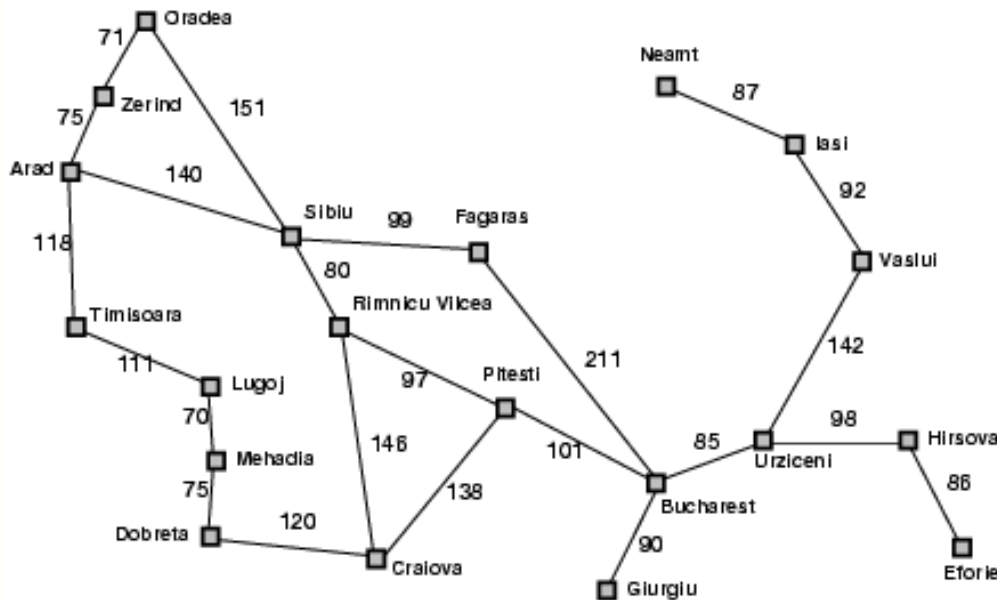 Oradea
71
Neamt
87
Zerind
75
151
Iasi
Arad
140
92
Sibiu
Fagaras
99
118
Vaslui
80
Timisoara
Rimnicu Vilcea
142
111
Lugoj
97
Pitesti
211
70
98
Hirsova
146
101
85
Urziceni
Mehadia
75
138
86
Bucharest
120
Dobreta
90
Craiova
Eforie
Giurgiu